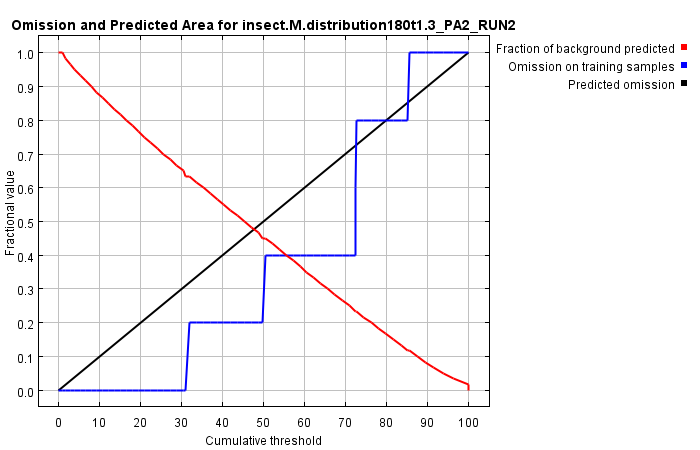 Omission and Predicted Area for insect.M.distribution180t1.3_PA2_RUN2
Fraction of background predicted
Omission on training samples
Predicted omission
Fractional value
1.0
0.9
0.8
0.7
0.6
0.5
0.4
0.3
0.2
0.1
0.0
0 10 20 30 40 50 60 70 80 90 100
Cumulative threshold